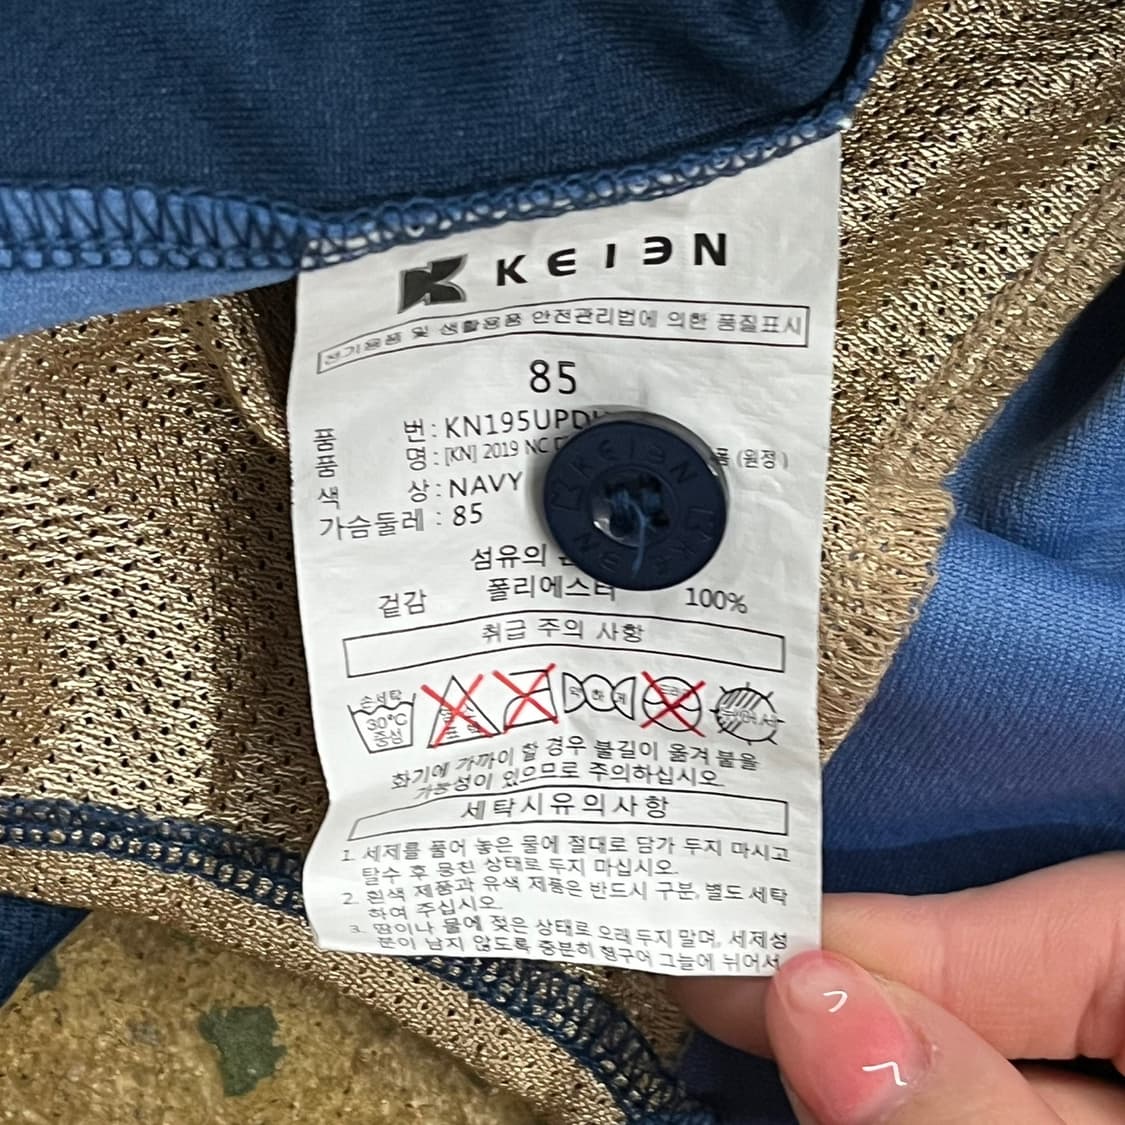 KEIEN
전기용품 및 생활용품 안전관리법에 의한 품질표시
85
품 번 : KN195UPD
품 명 : [KN] 2019 NC (원정)
색 상 : NAVY
가슴둘레 : 85
섬유의
겉감 폴리에스터 100%
취급 주의 사항
손세탁 30°C 중성 약하게
화기에 가까이 할 경우 불길이 옮겨 붙을
가능성이 있으므로 주의하십시오.
세탁시유의사항
1. 세제를 풀어 놓은 물에 절대로 담가 두지 마시고
탈수 후 뭉친 상태로 두지 마십시오.
2. 흰색 제품과 유색 제품은 반드시 구분, 별도 세탁
하여 주십시오.
3. 땀이나 물에 젖은 상태로 오래 두지 말며, 세제성
분이 남지 않도록 충분히 헹구어 그늘에 뉘어서
KEIEN